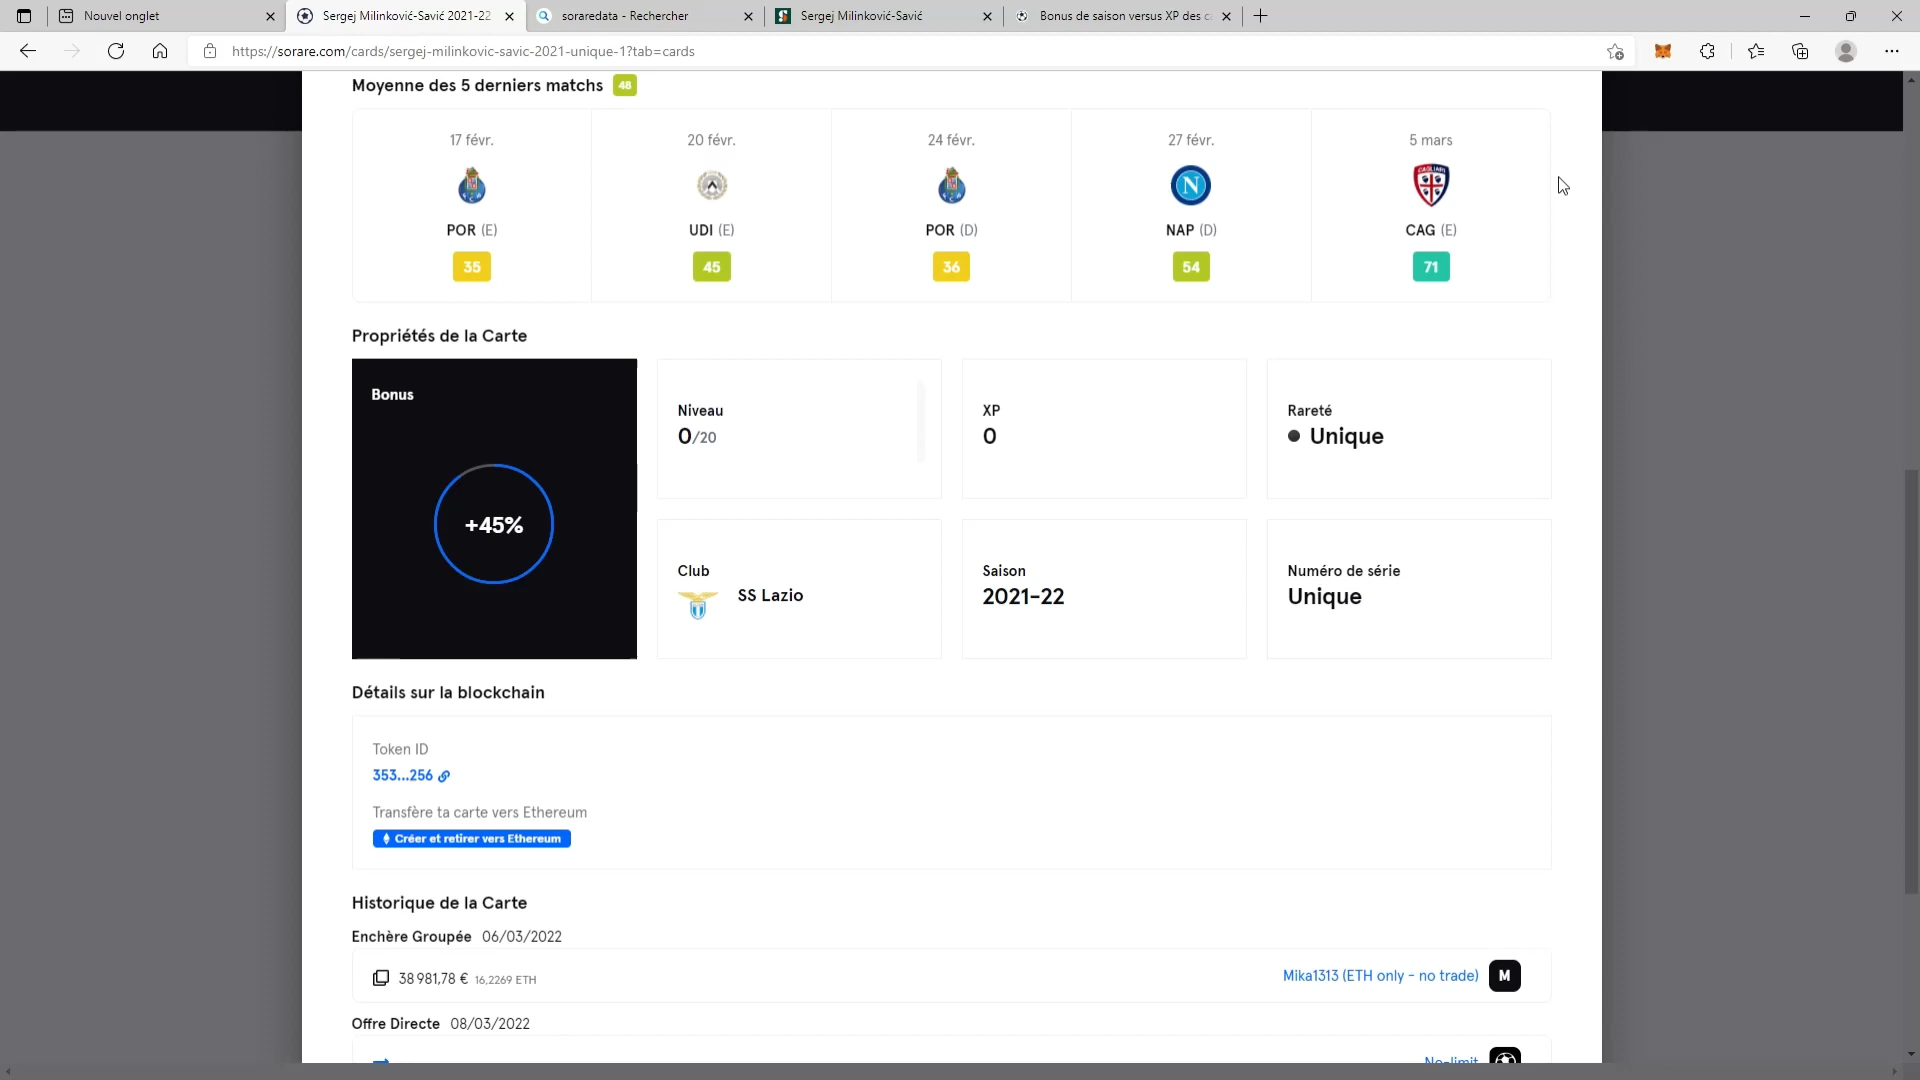 Nouvel onglet
Sergej Milinković-Savić 2021-22
soraredata - Rechercher
Sergej Milinković-Savić
Bonus de saison versus XP des c
https://sorare.com/cards/sergej-milinkovic-savic-2021-unique-1?tab=cards
Moyenne des 5 derniers matchs 48
17 févr. 20 févr. 24 févr. 27 févr. 5 mars
N CAGLIARI
POR (E) UDI (E) POR (D) NAP (D) CAG (E)
35 45 36 54 71
Propriétés de la Carte
Bonus
+45%
Niveau XP Rareté
0/20 0 Unique
Club Saison Numéro de série
SS Lazio 2021-22 Unique
Détails sur la blockchain
Token ID
353...256
Transfère ta carte vers Ethereum
Créer et retirer vers Ethereum
Historique de la Carte
Enchère Groupée 06/03/2022
38 981,78 € 16,2269 ETH Mika1313 (ETH only - no trade) M
Offre Directe 08/03/2022
No-limit